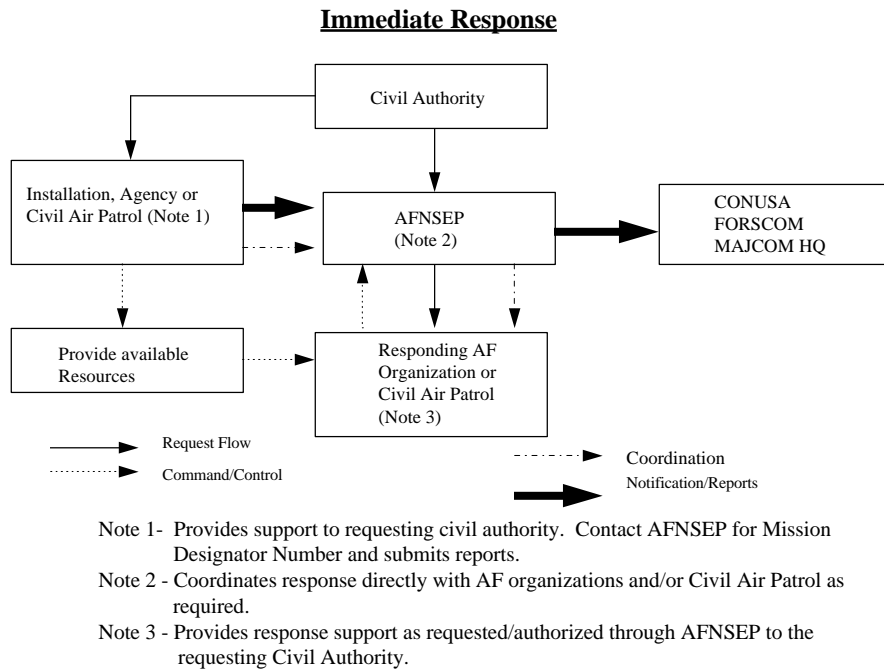 Immediate Response
Civil Authority
Installation, Agency or
Civil Air Patrol (Note 1)
AFNSEP
(Note 2)
CONUSA
FORSCOM
MAJCOM HQ
Provide available
Resources
Responding AF
Organization or
Civil Air Patrol
(Note 3)
Request Flow
Command/Control
Coordination
Notification/Reports
Note 1- Provides support to requesting civil authority. Contact AFNSEP for Mission
Designator Number and submits reports.
Note 2 - Coordinates response directly with AF organizations and/or Civil Air Patrol as
required.
Note 3 - Provides response support as requested/authorized through AFNSEP to the
requesting Civil Authority.